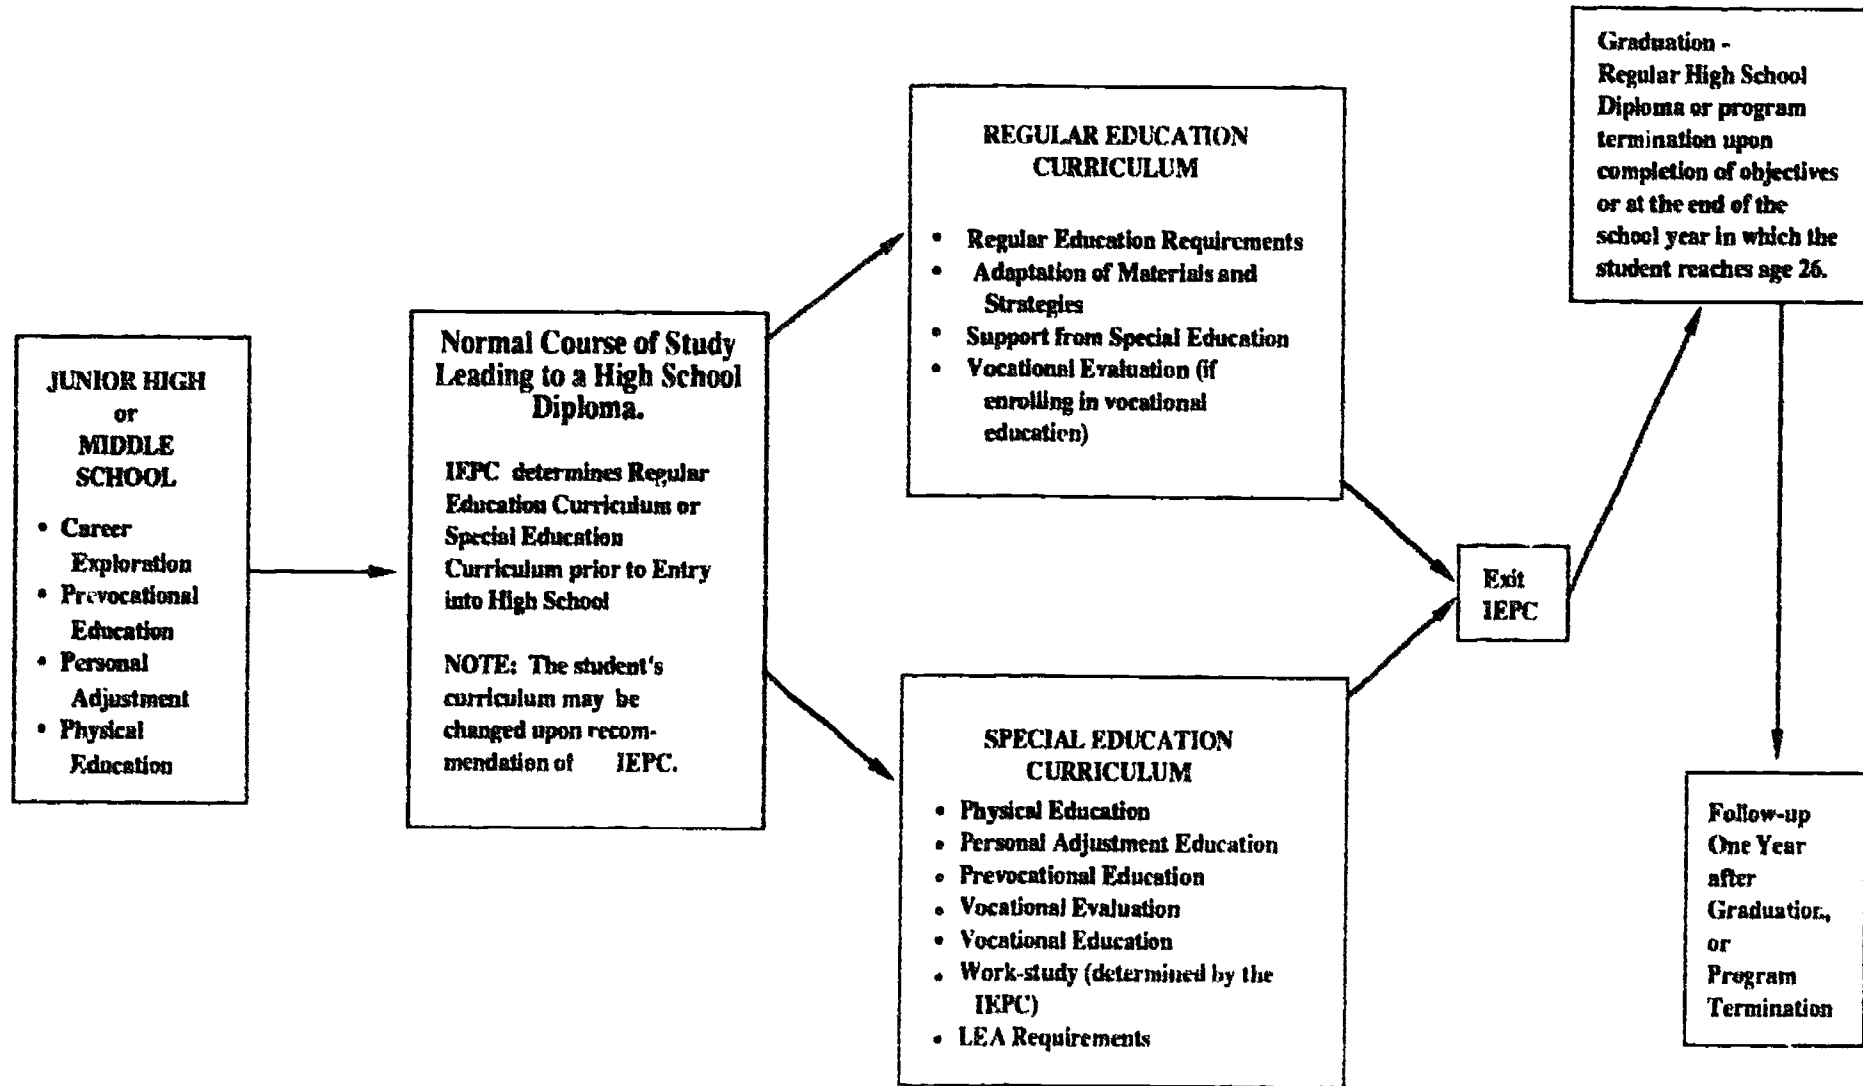 JUNIOR HIGH
or
MIDDLE
SCHOOL
• Career
Exploration
• Prevocational
Education
• Personal
Adjustment
• Physical
Education
Normal Course of Study
Leading to a High School
Diploma.
IEPC determines Regular
Education Curriculum or
Special Education
Curriculum prior to Entry
into High School
NOTE: The student's
curriculum may be
changed upon recom-
mendation of IEPC.
REGULAR EDUCATION
CURRICULUM
• Regular Education Requirements
• Adaptation of Materials and
Strategies
• Support from Special Education
• Vocational Evaluation (if
enrolling in vocational
education)
SPECIAL EDUCATION
CURRICULUM
• Physical Education
• Personal Adjustment Education
• Prevocational Education
• Vocational Evaluation
• Vocational Education
• Work-study (determined by the
IEPC)
• LEA Requirements
Exit
IEPC
Graduation -
Regular High School
Diploma or program
termination upon
completion of objectives
or at the end of the
school year in which the
student reaches age 26.
Follow-up
One Year
after
Graduation,
or
Program
Termination